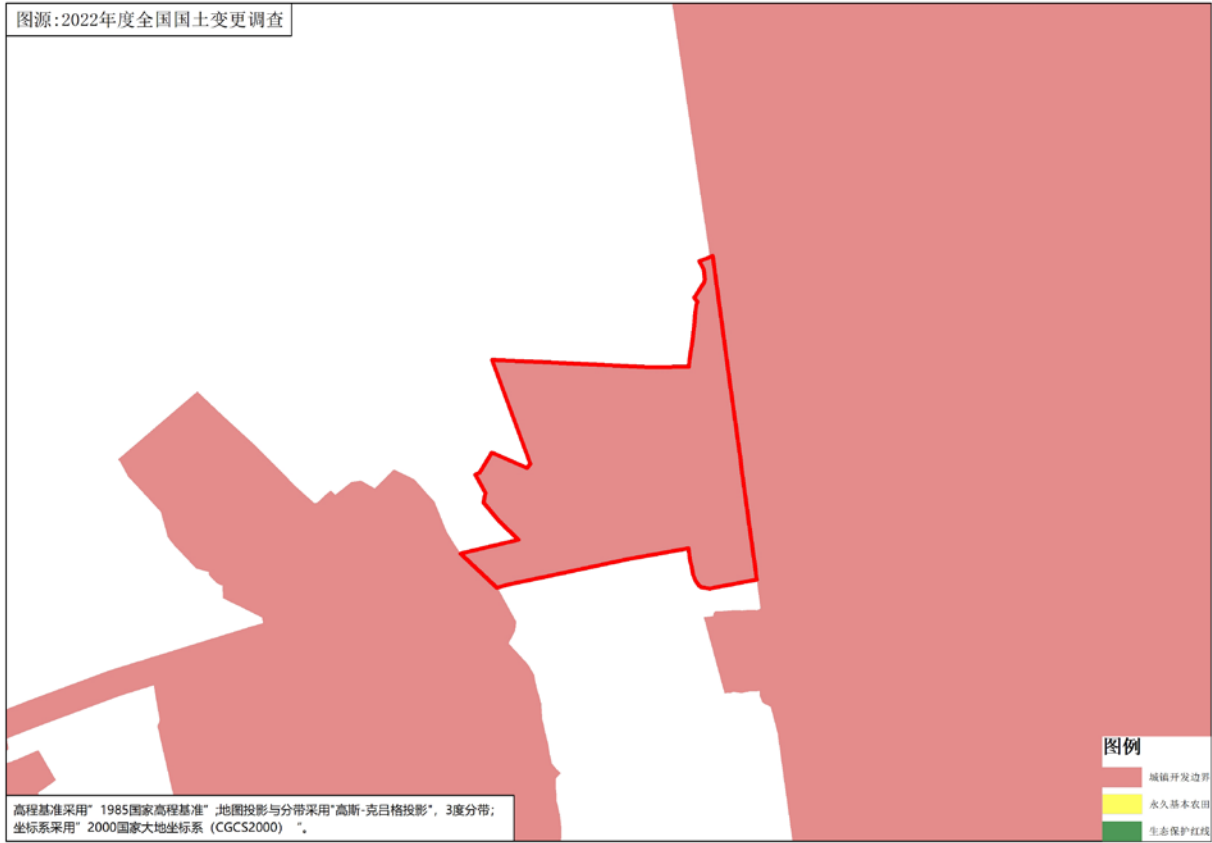 图源:2022年度全国国土变更调查
图例
城镇开发边界
永久基本农田
生态保护红线
高程基准采用”1985国家高程基准”;地图投影与分带采用"高斯-克吕格投影"，3度分带;
坐标系采用”2000国家大地坐标系（CGCS2000）“。